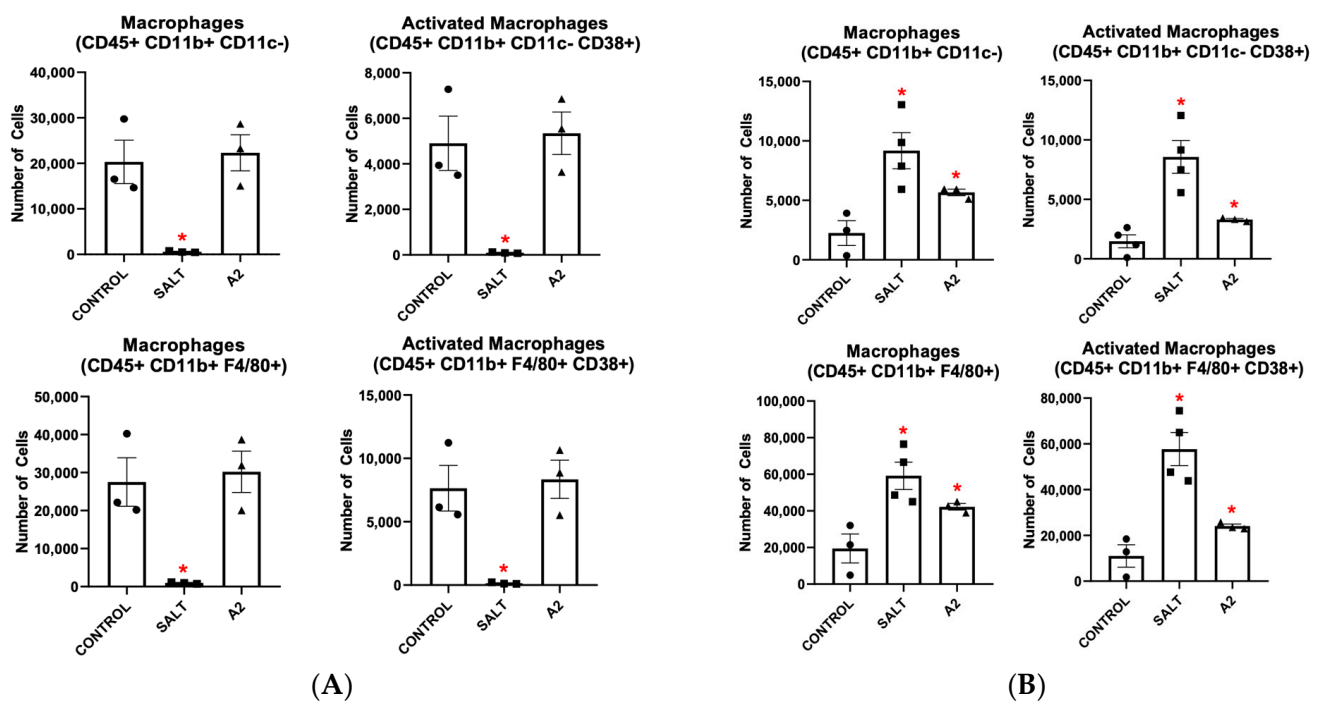 Macrophages
(CD45+ CD11b+ CD11c-)
Number of Cells
40,000
30,000
20,000
10,000
0
*
CONTROL
SALT
A2
Activated Macrophages
(CD45+ CD11b+ CD11c- CD38+)
Number of Cells
8,000
6,000
4,000
2,000
0
*
CONTROL
SALT
A2
Macrophages
(CD45+ CD11b+ F4/80+)
Number of Cells
50,000
40,000
30,000
20,000
10,000
0
*
CONTROL
SALT
A2
Activated Macrophages
(CD45+ CD11b+ F4/80+ CD38+)
Number of Cells
15,000
10,000
5,000
0
*
CONTROL
SALT
A2
(A)
Macrophages
(CD45+ CD11b+ CD11c-)
Number of Cells
15,000
10,000
5,000
0
*
*
CONTROL
SALT
A2
Activated Macrophages
(CD45+ CD11b+ CD11c- CD38+)
Number of Cells
15,000
10,000
5,000
0
*
*
CONTROL
SALT
A2
Macrophages
(CD45+ CD11b+ F4/80+)
Number of Cells
100,000
80,000
60,000
40,000
20,000
0
*
*
CONTROL
SALT
A2
Activated Macrophages
(CD45+ CD11b+ F4/80+ CD38+)
Number of Cells
80,000
60,000
40,000
20,000
0
*
*
CONTROL
SALT
A2
(B)